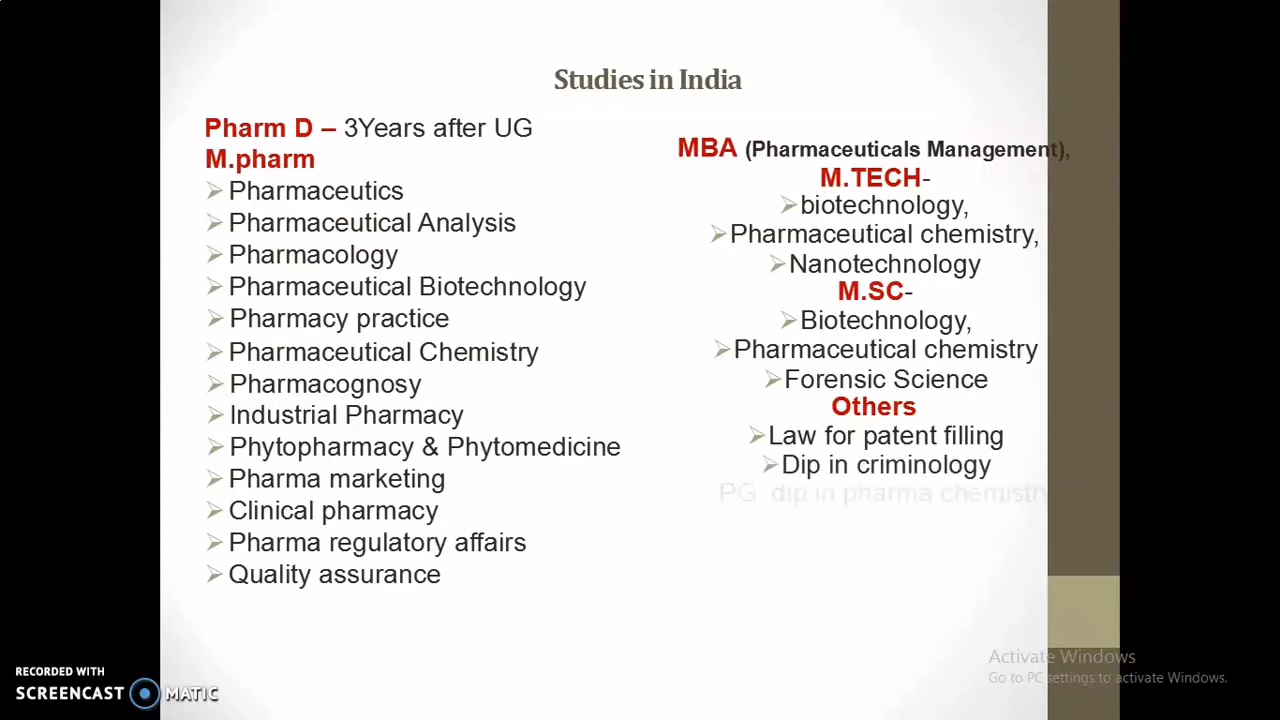 Studies in India
Pharm D – 3Years after UG
M.pharm
Pharmaceutics
Pharmaceutical Analysis
Pharmacology
Pharmaceutical Biotechnology
Pharmacy practice
Pharmaceutical Chemistry
Pharmacognosy
Industrial Pharmacy
Phytopharmacy & Phytomedicine
Pharma marketing
Clinical pharmacy
Pharma regulatory affairs
Quality assurance
MBA (Pharmaceuticals Management),
M.TECH-
biotechnology,
Pharmaceutical chemistry,
Nanotechnology
M.SC-
Biotechnology,
Pharmaceutical chemistry
Forensic Science
Others
Law for patent filling
Dip in criminology
PG dip in pharma chemistry
Activate Windows
Go to PC settings to activate Windows.
RECORDED WITH
SCREENCAST MATIC